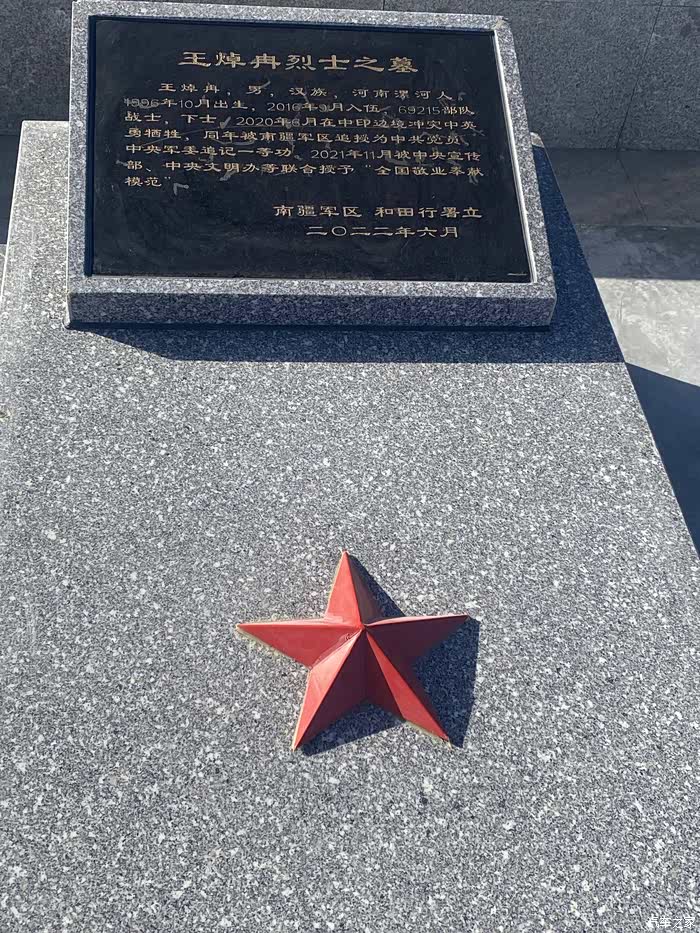 王焯冉烈士之墓
王焯冉，男，汉族，河南漯河人，
1996年10月出生，2016年9月入伍，69215部队
战士，下士，2020年6月在中印边境冲突中英
勇牺牲，同年被南疆军区追授为中共党员，
中央军委追记一等功、2021年11月被中央宣传
部、中央文明办等联合授予“全国敬业奉献
模范”
南疆军区 和田行署立
二〇二二年六月
汽车之家